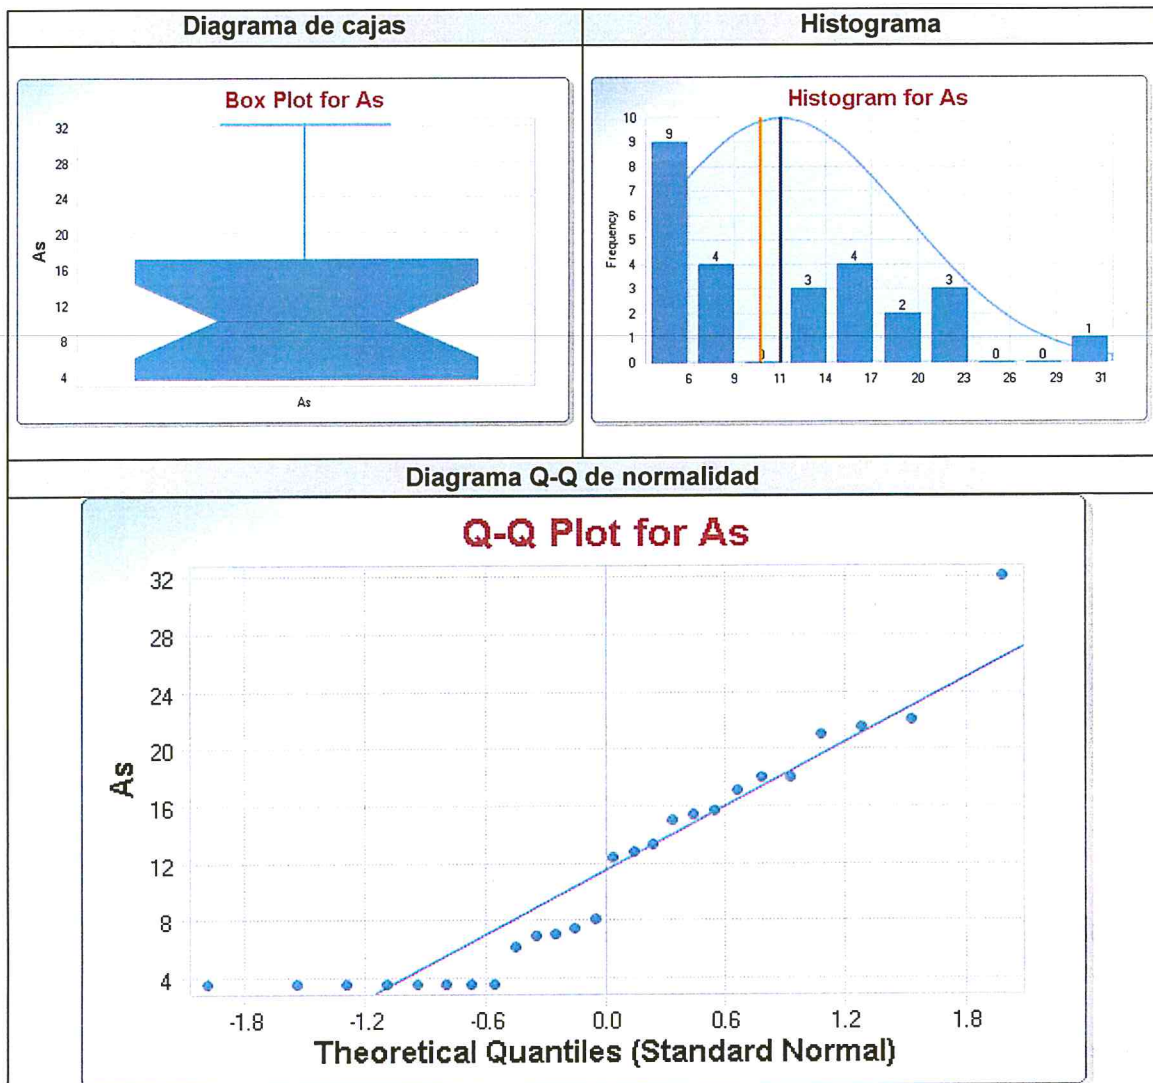 Diagrama de cajas
Histograma
Box Plot for As
32
28
24
20
16
12
8
4
As
As
Histogram for As
10
9
8
7
6
5
4
3
2
1
0
Frequency
9
4
0
3
4
2
3
0
0
1
6 9 11 14 17 20 23 26 29 31
Diagrama Q-Q de normalidad
Q-Q Plot for As
32
28
24
20
16
12
8
4
As
-1.8 -1.2 -0.6 0.0 0.6 1.2 1.8
Theoretical Quantiles (Standard Normal)